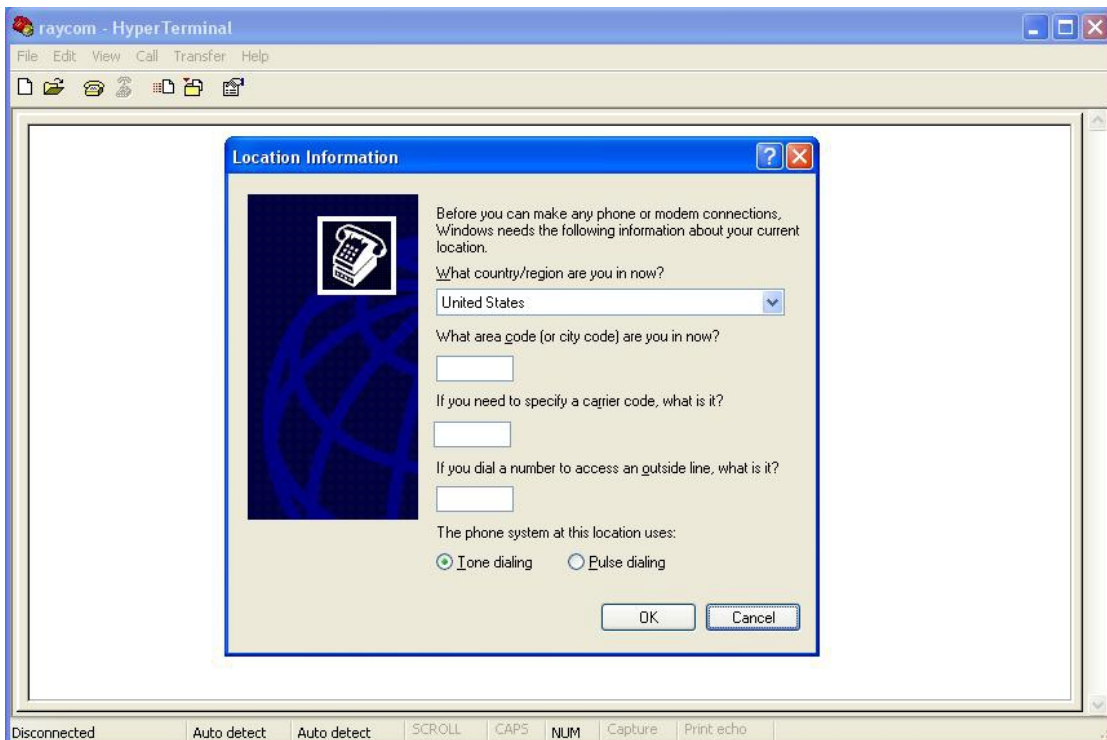 raycom - HyperTerminal
File Edit View Call Transfer Help
Location Information
Before you can make any phone or modem connections,
Windows needs the following information about your current
location.
What country/region are you in now?
United States
What area code (or city code) are you in now?
If you need to specify a carrier code, what is it?
If you dial a number to access an outside line, what is it?
The phone system at this location uses:
Tone dialing Pulse dialing
OK Cancel
Disconnected Auto detect Auto detect SCROLL CAPS NUM Capture Print echo